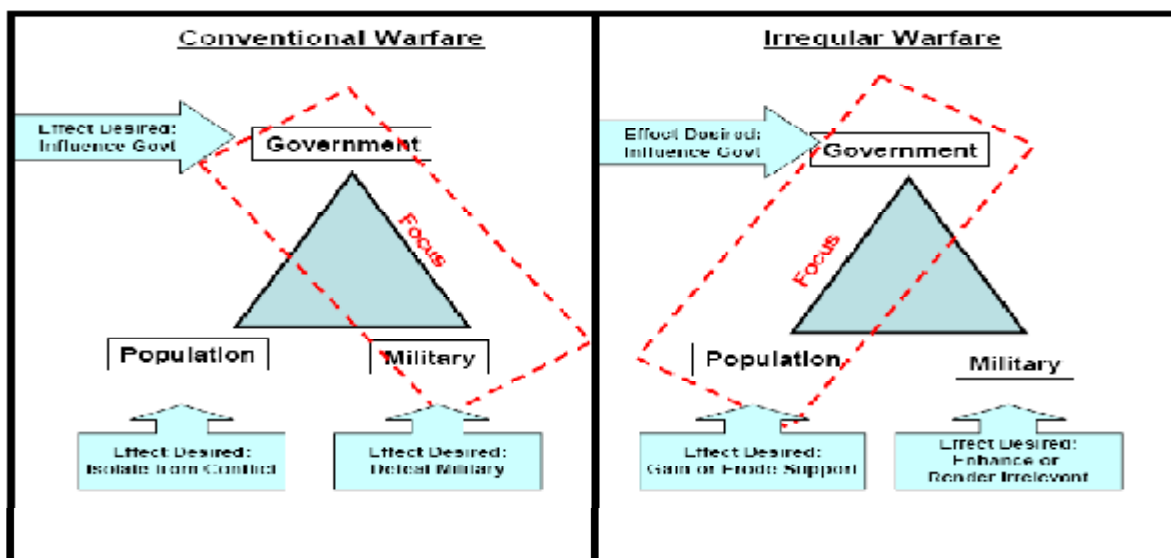 Conventional Warfare
Effect Desired:
Influence Govt
Government
Focus
Population
Military
Effect Desired:
Isolate from Conflict
Effect Desired:
Defeat Military
Irregular Warfare
Effect Desired:
Influence Govt
Government
Focus
Population
Military
Effect Desired:
Gain or Erode Support
Effect Desired:
Enhance or
Render Irrelevent